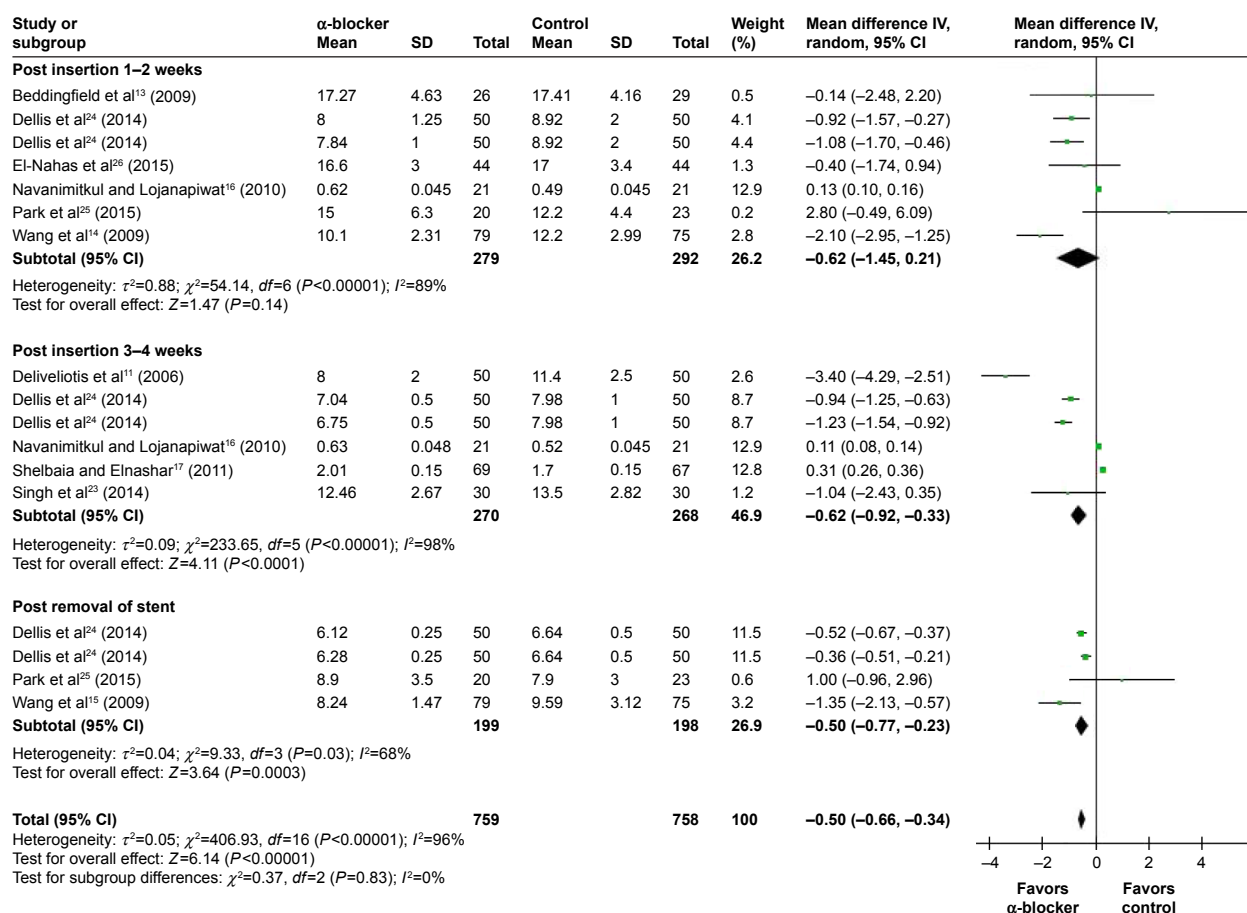 Study or α-blocker Control Weight Mean difference IV, Mean difference IV,
subgroup Mean SD Total Mean SD Total (%) random, 95% CI random, 95% CI
Post insertion 1–2 weeks
Beddingfield et al¹³ (2009) 17.27 4.63 26 17.41 4.16 29 0.5 –0.14 (–2.48, 2.20)
Dellis et al²⁴ (2014) 8 1.25 50 8.92 2 50 4.1 –0.92 (–1.57, –0.27)
Dellis et al²⁴ (2014) 7.84 1 50 8.92 2 50 4.4 –1.08 (–1.70, –0.46)
El-Nahas et al²⁶ (2015) 16.6 3 44 17 3.4 44 1.3 –0.40 (–1.74, 0.94)
Navanimitkul and Lojanapiwat¹⁶ (2010) 0.62 0.045 21 0.49 0.045 21 12.9 0.13 (0.10, 0.16)
Park et al²⁵ (2015) 15 6.3 20 12.2 4.4 23 0.2 2.80 (–0.49, 6.09)
Wang et al¹⁴ (2009) 10.1 2.31 79 12.2 2.99 75 2.8 –2.10 (–2.95, –1.25)
Subtotal (95% CI) 279 292 26.2 –0.62 (–1.45, 0.21)
Heterogeneity: τ²=0.88; χ²=54.14, df=6 (P<0.00001); I²=89%
Test for overall effect: Z=1.47 (P=0.14)
Post insertion 3–4 weeks
Deliveliotis et al¹¹ (2006) 8 2 50 11.4 2.5 50 2.6 –3.40 (–4.29, –2.51)
Dellis et al²⁴ (2014) 7.04 0.5 50 7.98 1 50 8.7 –0.94 (–1.25, –0.63)
Dellis et al²⁴ (2014) 6.75 0.5 50 7.98 1 50 8.7 –1.23 (–1.54, –0.92)
Navanimitkul and Lojanapiwat¹⁶ (2010) 0.63 0.048 21 0.52 0.045 21 12.9 0.11 (0.08, 0.14)
Shelbaia and Elnashar¹⁷ (2011) 2.01 0.15 69 1.7 0.15 67 12.8 0.31 (0.26, 0.36)
Singh et al²³ (2014) 12.46 2.67 30 13.5 2.82 30 1.2 –1.04 (–2.43, 0.35)
Subtotal (95% CI) 270 268 46.9 –0.62 (–0.92, –0.33)
Heterogeneity: τ²=0.09; χ²=233.65, df=5 (P<0.00001); I²=98%
Test for overall effect: Z=4.11 (P<0.0001)
Post removal of stent
Dellis et al²⁴ (2014) 6.12 0.25 50 6.64 0.5 50 11.5 –0.52 (–0.67, –0.37)
Dellis et al²⁴ (2014) 6.28 0.25 50 6.64 0.5 50 11.5 –0.36 (–0.51, –0.21)
Park et al²⁵ (2015) 8.9 3.5 20 7.9 3 23 0.6 1.00 (–0.96, 2.96)
Wang et al¹⁵ (2009) 8.24 1.47 79 9.59 3.12 75 3.2 –1.35 (–2.13, –0.57)
Subtotal (95% CI) 199 198 26.9 –0.50 (–0.77, –0.23)
Heterogeneity: τ²=0.04; χ²=9.33, df=3 (P=0.03); I²=68%
Test for overall effect: Z=3.64 (P=0.0003)
Total (95% CI) 759 758 100 –0.50 (–0.66, –0.34)
Heterogeneity: τ²=0.05; χ²=406.93, df=16 (P<0.00001); I²=96%
Test for overall effect: Z=6.14 (P<0.00001)
Test for subgroup differences: χ²=0.37, df=2 (P=0.83); I²=0%
–4 –2 0 2 4
Favors Favors
α-blocker control